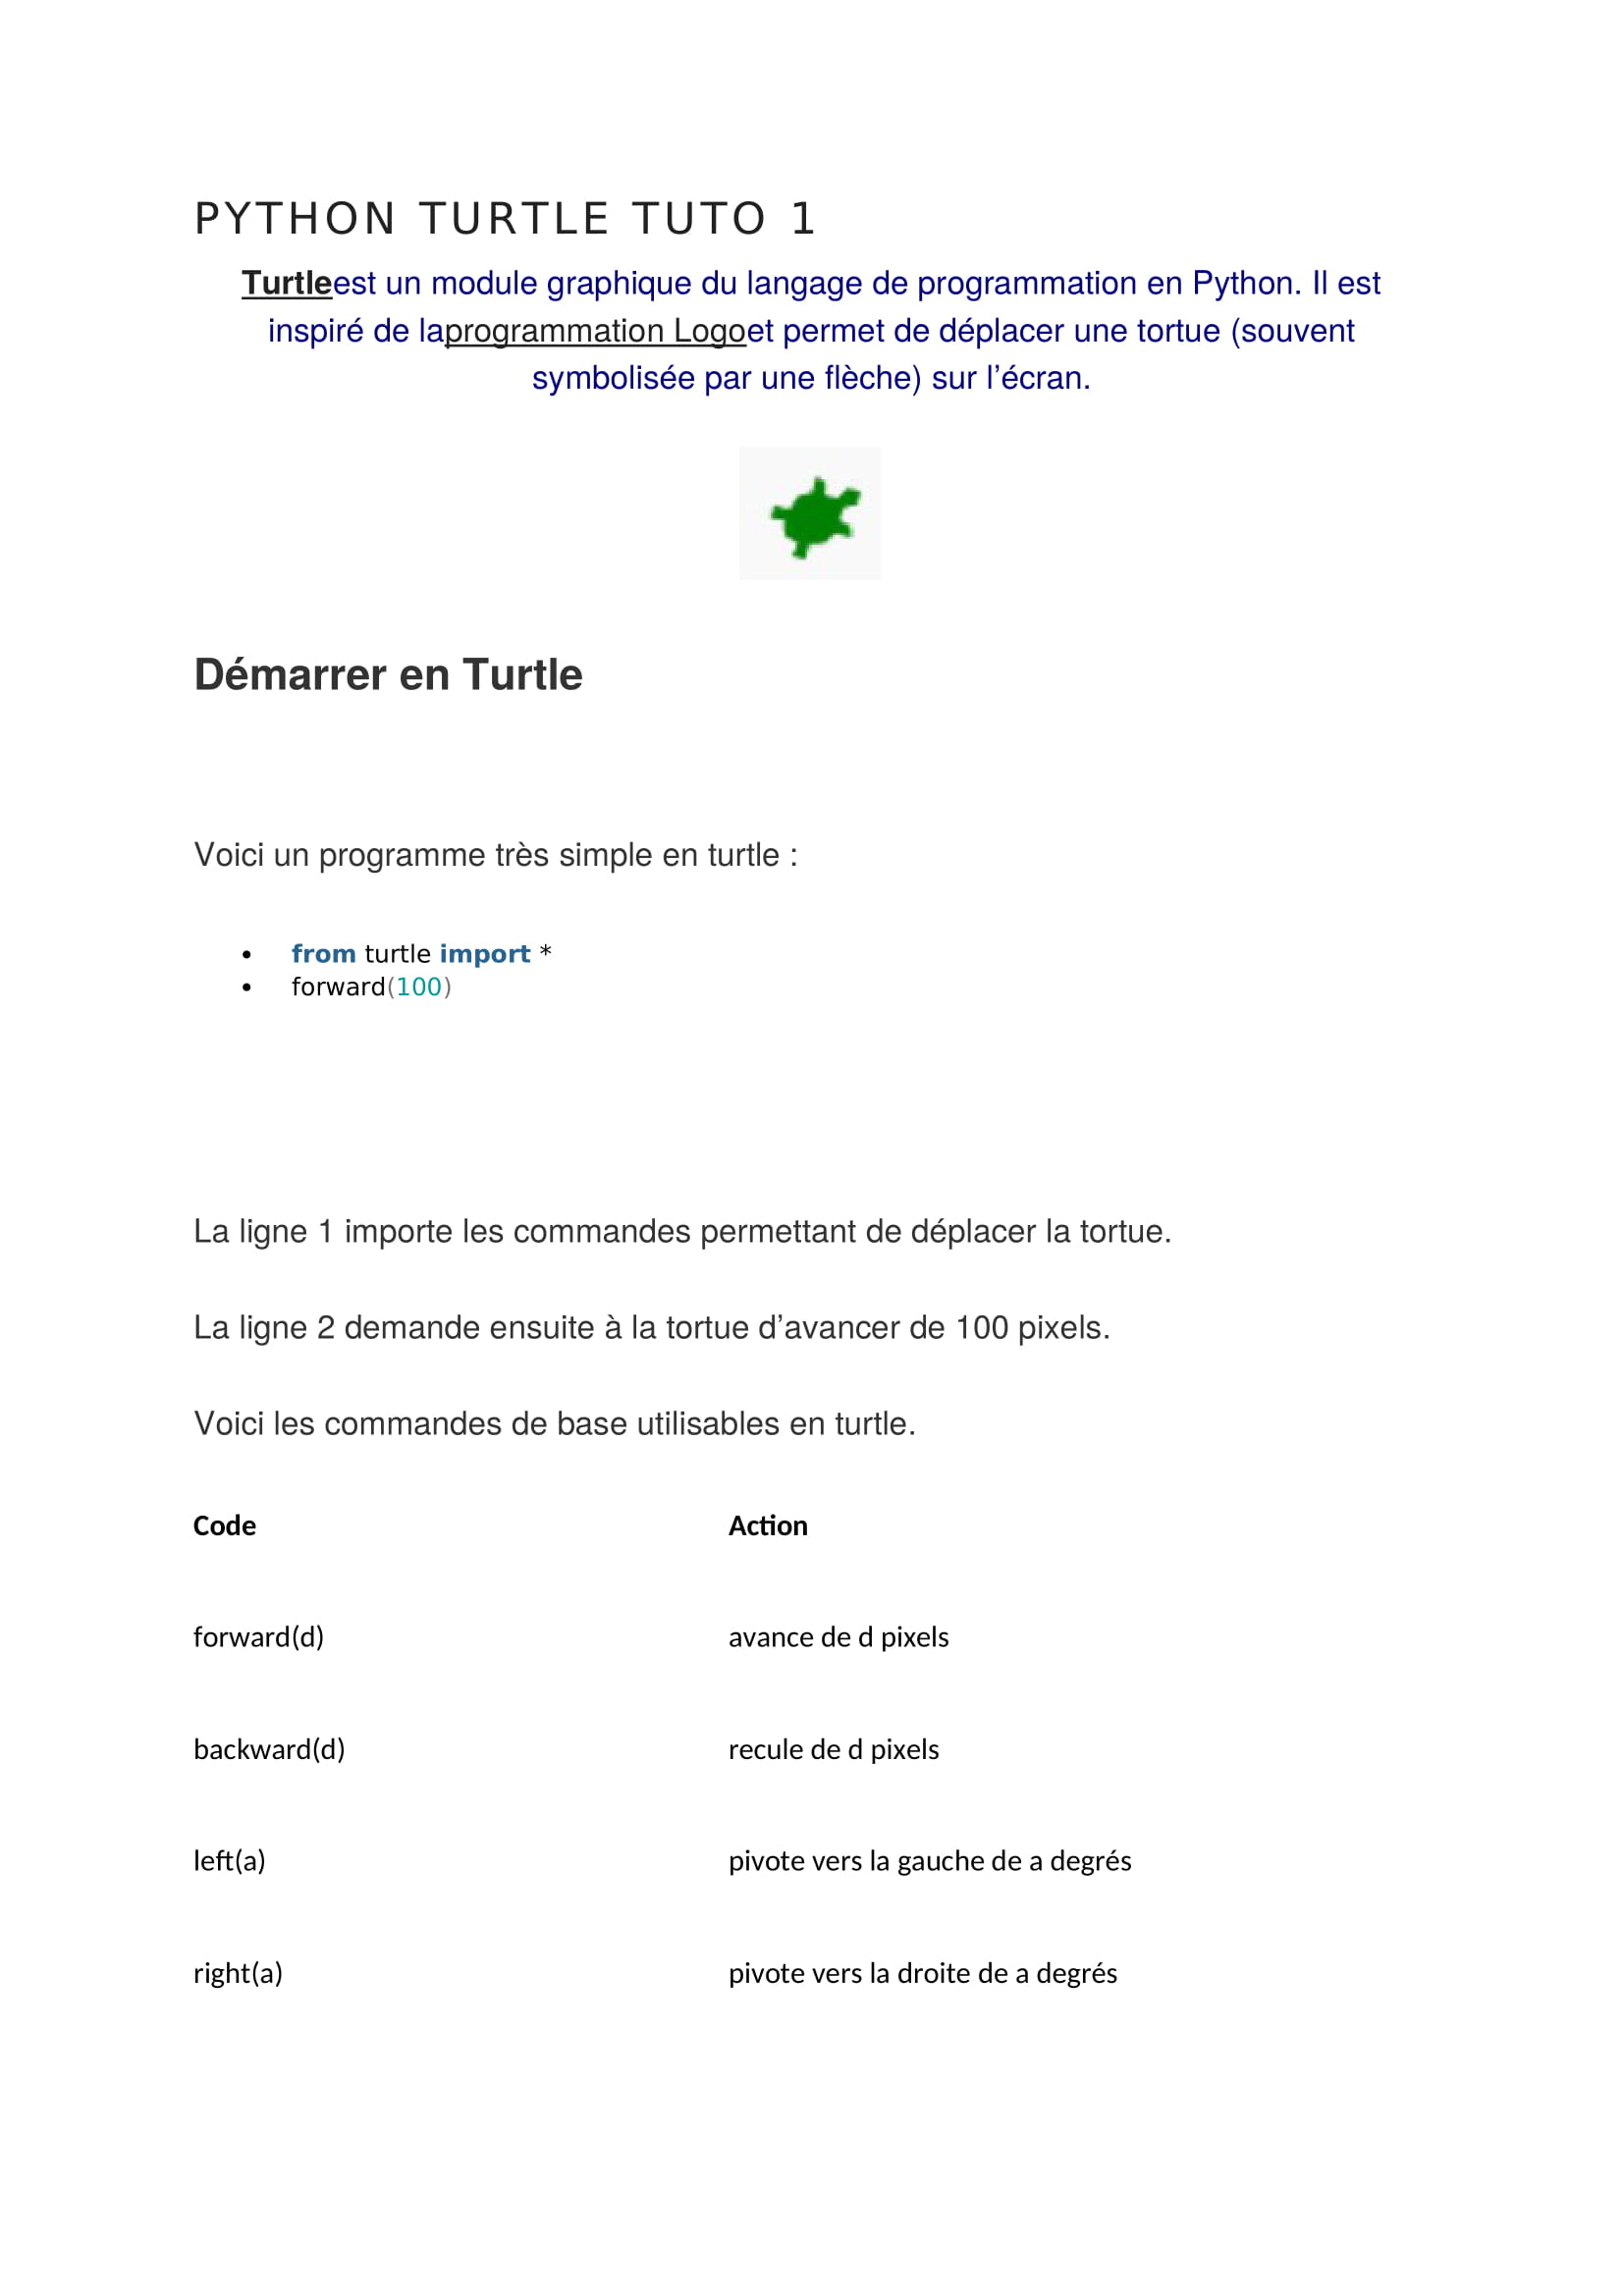 PYTHON TURTLE TUTO 1
Turtleest un module graphique du langage de programmation en Python. Il est
inspiré de laprogrammation Logoet permet de déplacer une tortue (souvent
symbolisée par une flèche) sur l’écran.
Démarrer en Turtle
Voici un programme très simple en turtle :
• from turtle import *
• forward(100)
La ligne 1 importe les commandes permettant de déplacer la tortue.
La ligne 2 demande ensuite à la tortue d’avancer de 100 pixels.
Voici les commandes de base utilisables en turtle.
Code Action
forward(d) avance de d pixels
backward(d) recule de d pixels
left(a) pivote vers la gauche de a degrés
right(a) pivote vers la droite de a degrés